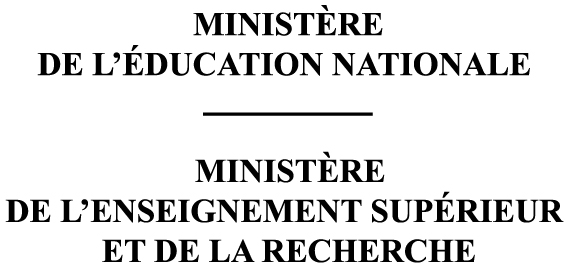 MINISTÈRE
DE L’ÉDUCATION NATIONALE
MINISTÈRE
DE L’ENSEIGNEMENT SUPÉRIEUR
ET DE LA RECHERCHE